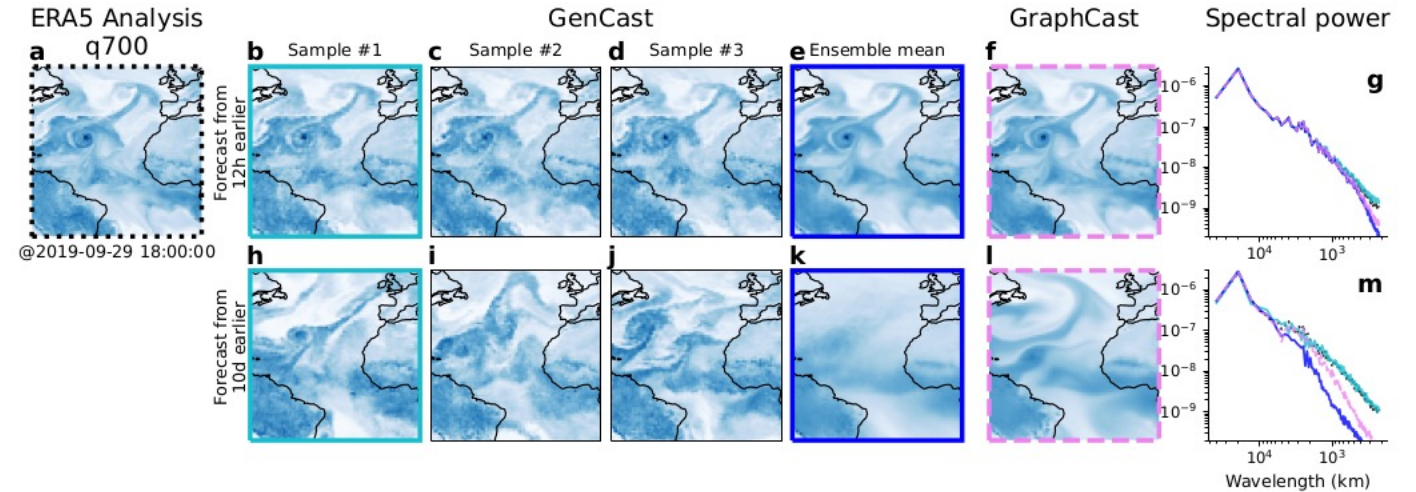 ERA5 Analysis
q700
GenCast
GraphCast
Spectral power
a
b Sample #1
c Sample #2
d Sample #3
e Ensemble mean
f
g
Forecast from
12h earlier
10⁻⁶
10⁻⁷
10⁻⁸
10⁻⁹
10⁴ 10³
@2019-09-29 18:00:00
h
i
j
k
l
m
Forecast from
10d earlier
10⁻⁶
10⁻⁷
10⁻⁸
10⁻⁹
10⁴ 10³
Wavelength (km)